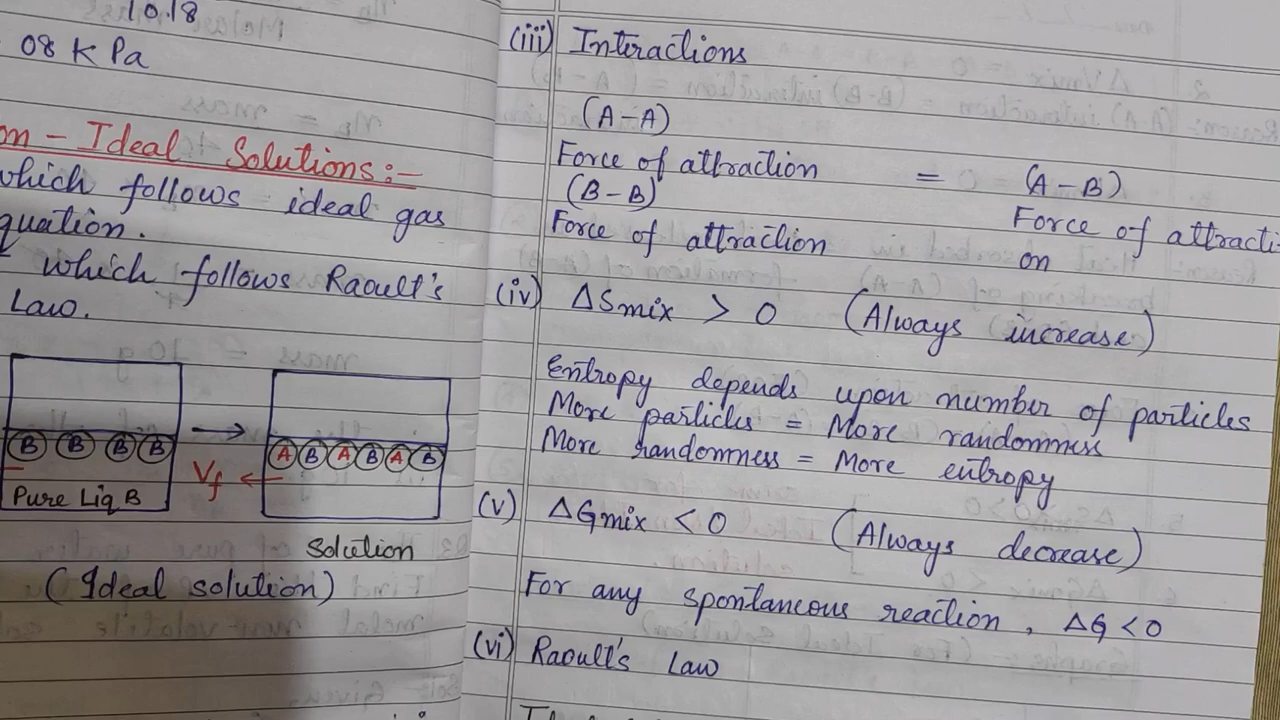 10.18
08 K Pa
on - Ideal Solutions:-
which follows ideal gas
quation.
which follows Raoult's
Law.
B B B B
Pure Liq B
Vf
A B A B A B
Solution
(Ideal solution)
(iii) Interactions
(A-A)
Force of attraction = (A-B)
(B-B) Force of attracti
Force of attraction on
(iv) ΔSmix > 0 (Always increase)
Entropy depends upon number of particles
More particles = More randomness
More randomness = More entropy
(v) ΔGmix < 0 (Always decrease)
For any spontaneous reaction, ΔG < 0
(vi) Raoult's Law